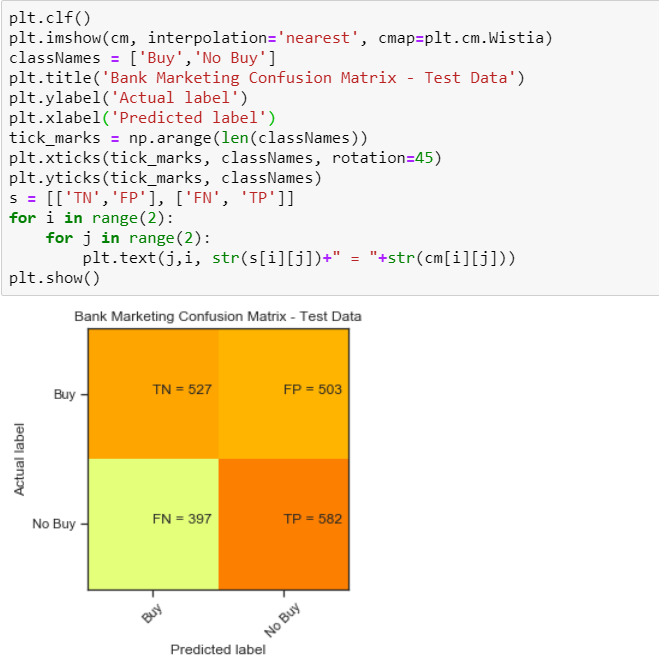 plt.clf()
plt.imshow(cm, interpolation='nearest', cmap=plt.cm.Wistia)
classNames = ['Buy','No Buy']
plt.title('Bank Marketing Confusion Matrix - Test Data')
plt.ylabel('Actual label')
plt.xlabel('Predicted label')
tick_marks = np.arange(len(classNames))
plt.xticks(tick_marks, classNames, rotation=45)
plt.yticks(tick_marks, classNames)
s = [['TN','FP'], ['FN', 'TP']]
for i in range(2):
    for j in range(2):
        plt.text(j,i, str(s[i][j])+" = "+str(cm[i][j]))
plt.show()
Bank Marketing Confusion Matrix - Test Data
Actual label
Buy
TN = 527
FP = 503
No Buy
FN = 397
TP = 582
Buy
No Buy
Predicted label